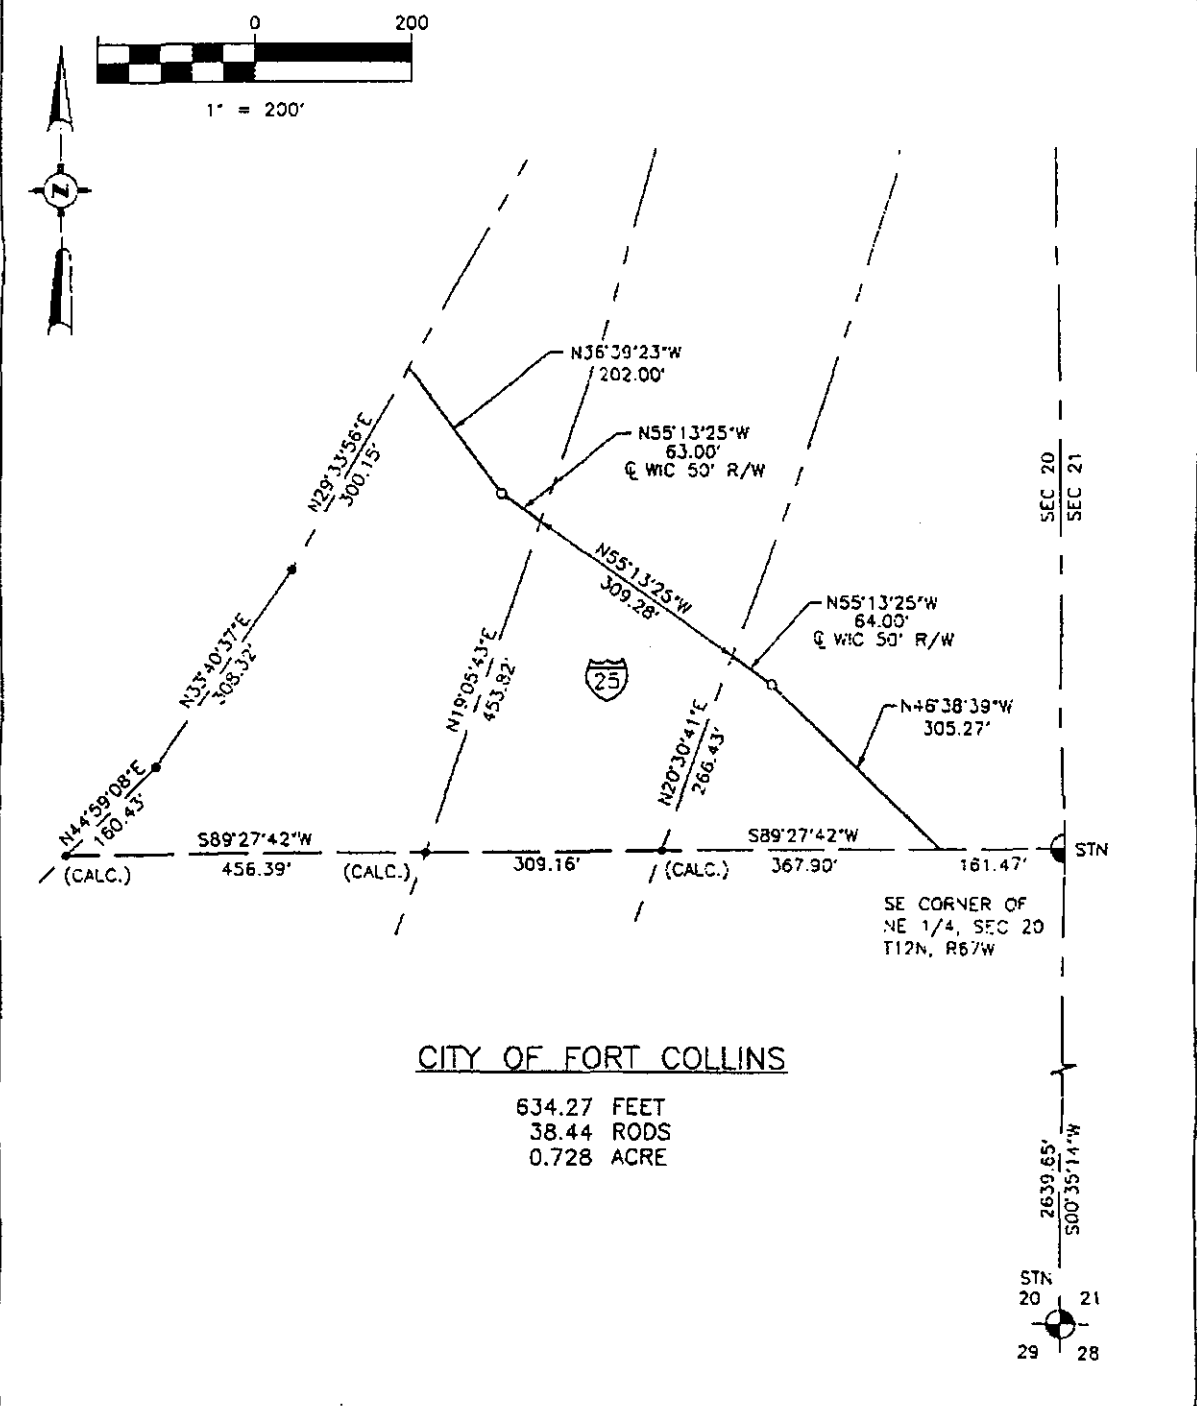 0 200
1" = 200'
N
N36°39'23"W
202.00'
N55°13'25"W
63.00'
℄ WIC 50' R/W
N29°33'56"E
300.15'
SEC 20
SEC 21
N55°13'25"W
309.28'
N55°13'25"W
64.00'
℄ WIC 50' R/W
N33°40'37"E
308.32'
N19°05'43"E
453.82'
25
N20°30'41"E
266.43'
N46°38'39"W
305.27'
N44°59'08"E
160.43'
S89°27'42"W
456.39'
(CALC.)
(CALC.)
309.16'
(CALC.)
S89°27'42"W
367.90'
161.47'
STN
SE CORNER OF
NE 1/4, SEC 20
T12N, R67W
CITY OF FORT COLLINS
634.27 FEET
38.44 RODS
0.728 ACRE
2639.65'
S00°35'14"W
STN
20 21
29 28